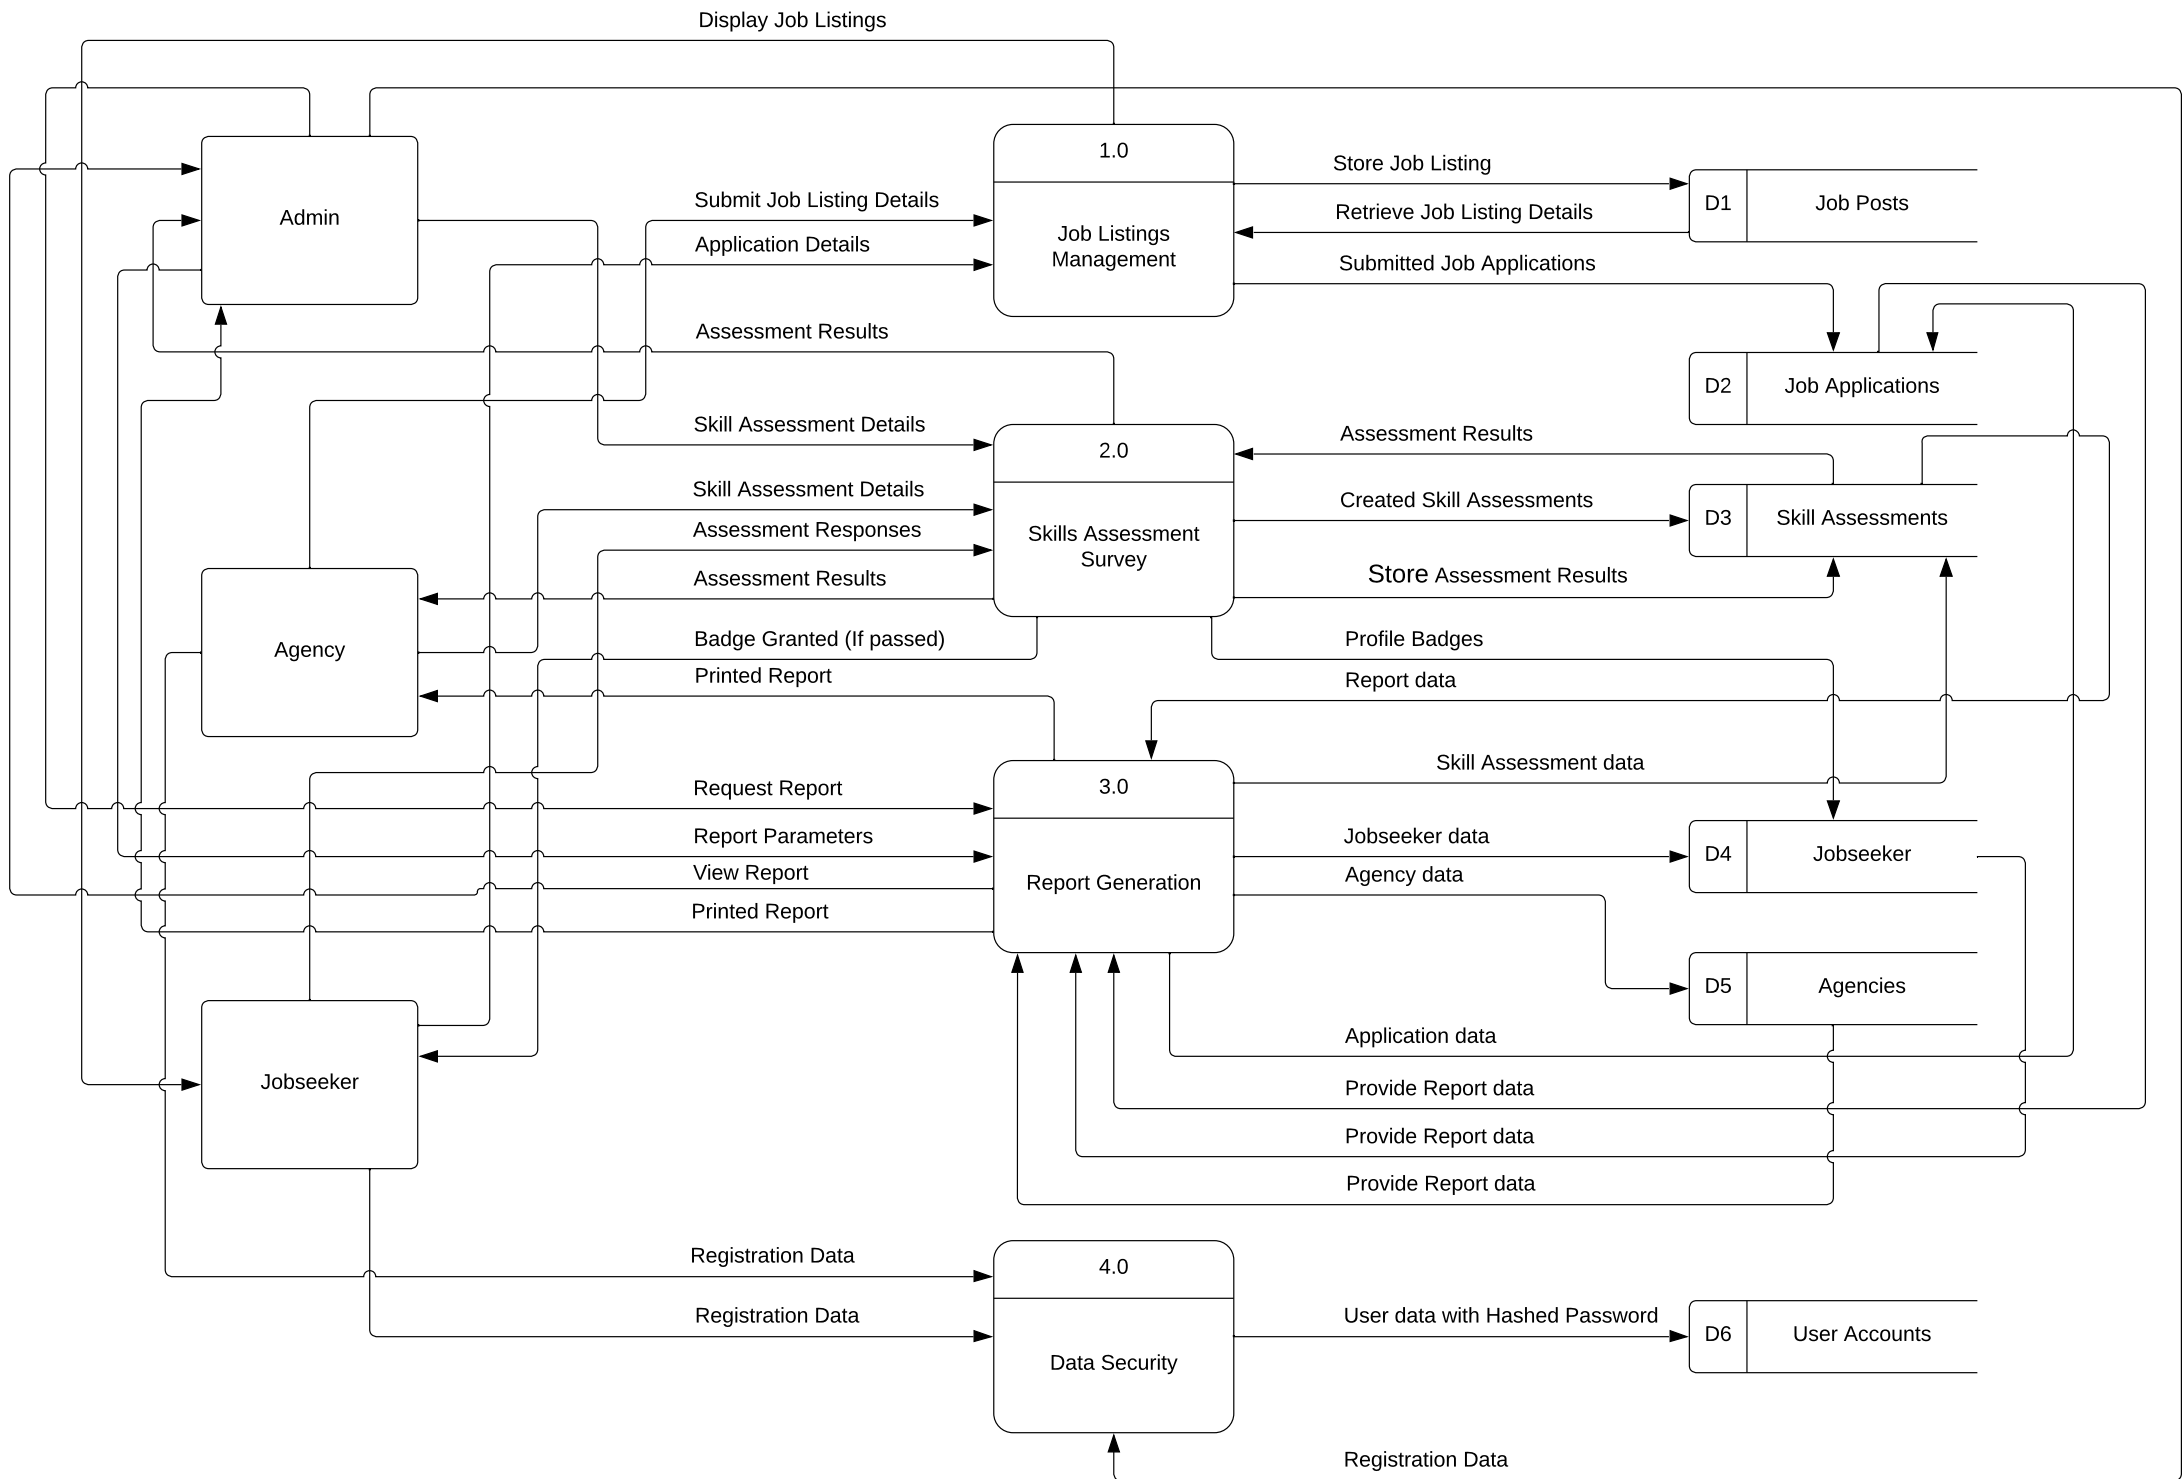 Display Job Listings
1.0
Job Listings
Management
Store Job Listing
D1
Job Posts
Retrieve Job Listing Details
Submitted Job Applications
Admin
Submit Job Listing Details
Application Details
Assessment Results
D2
Job Applications
Skill Assessment Details
2.0
Skills Assessment
Survey
Assessment Results
Skill Assessment Details
Created Skill Assessments
D3
Skill Assessments
Assessment Responses
Assessment Results
Store Assessment Results
Agency
Badge Granted (If passed)
Profile Badges
Printed Report
Report data
3.0
Report Generation
Skill Assessment data
Request Report
Report Parameters
Jobseeker data
D4
Jobseeker
View Report
Agency data
Printed Report
D5
Agencies
Application data
Jobseeker
Provide Report data
Provide Report data
Provide Report data
Registration Data
4.0
Data Security
Registration Data
User data with Hashed Password
D6
User Accounts
Registration Data